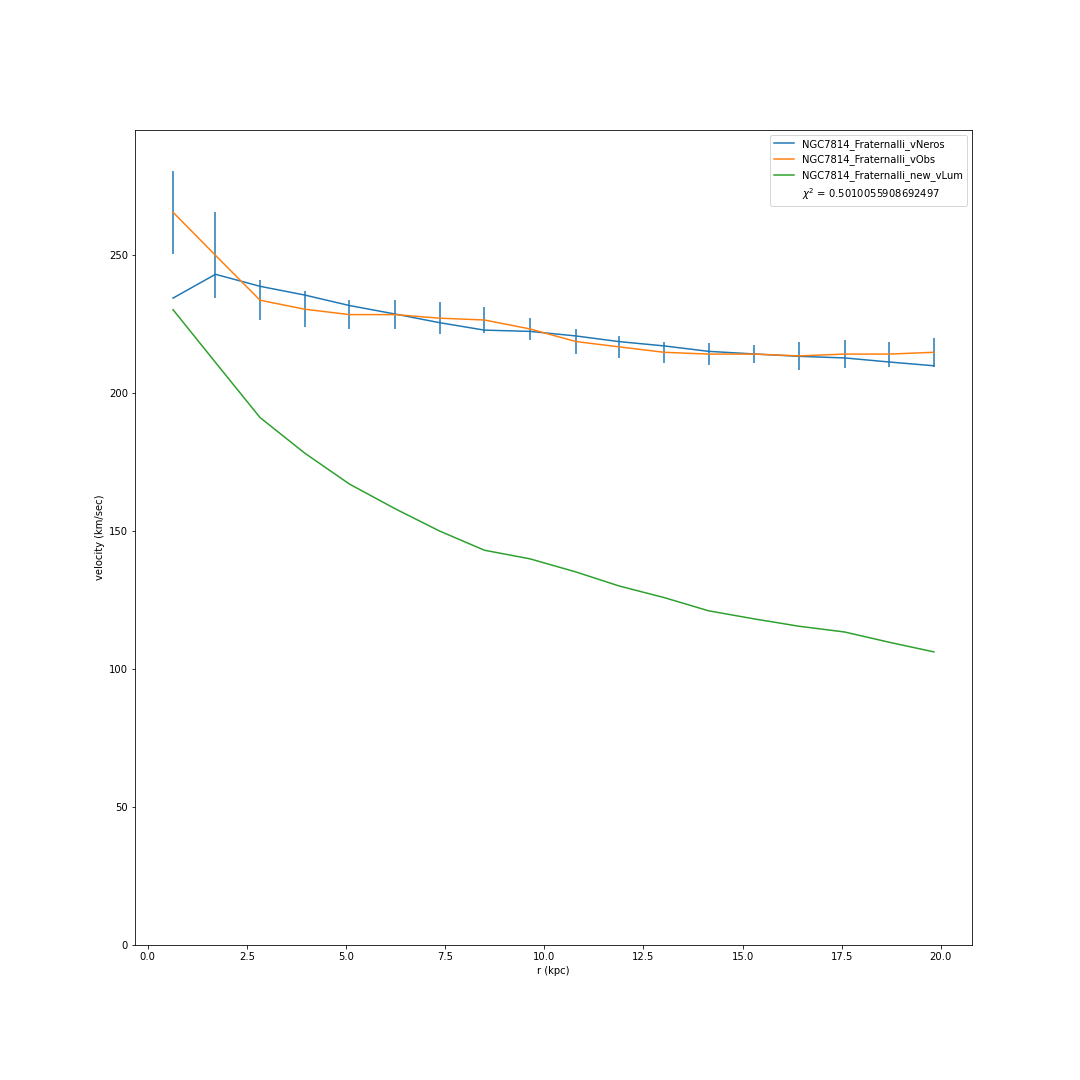 NGC7814_Fraternalli_vNeros
NGC7814_Fraternalli_vObs
NGC7814_Fraternalli_new_vLum
χ² = 0.5010055908692497
250
200
150
100
50
0
velocity (km/sec)
0.0 2.5 5.0 7.5 10.0 12.5 15.0 17.5 20.0
r (kpc)